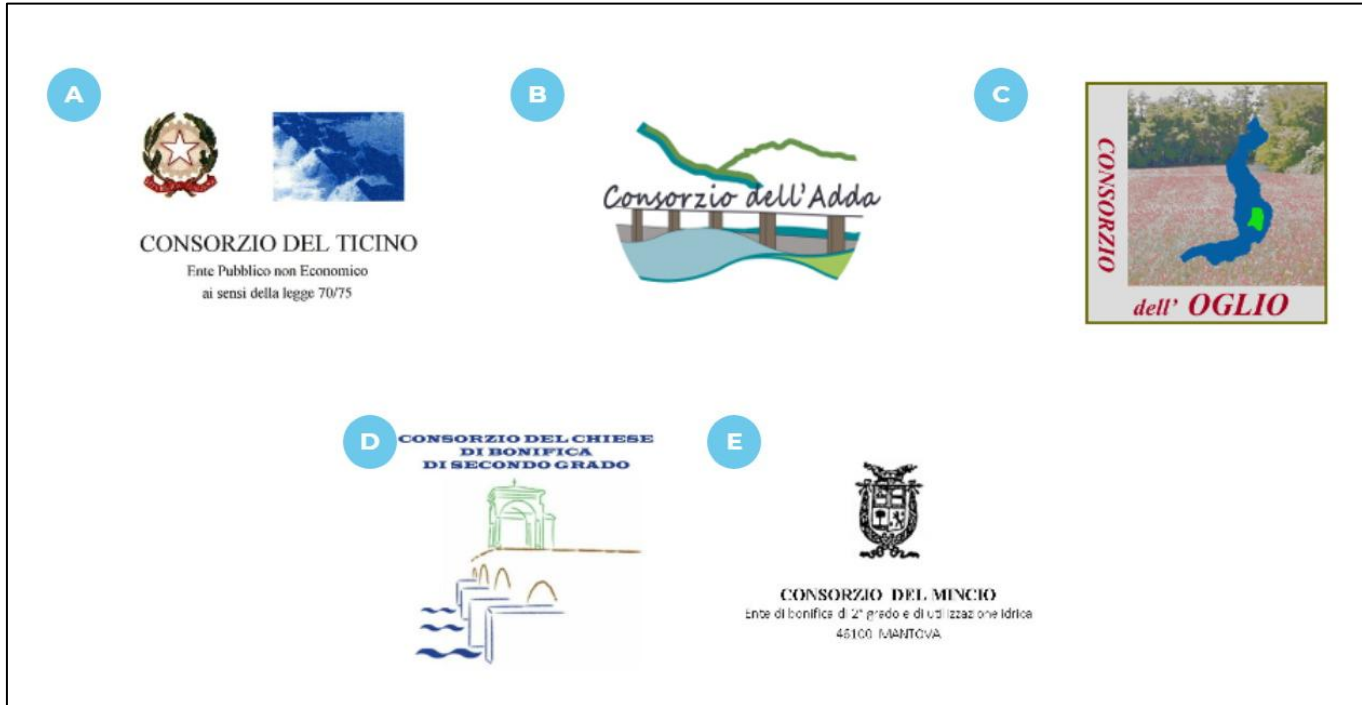 A
CONSORZIO DEL TICINO
Ente Pubblico non Economico
ai sensi della legge 70/75
B
Consorzio dell'Adda
C
CONSORZIO
dell' OGLIO
D
CONSORZIO DEL CHIESE
DI BONIFICA
DI SECONDO GRADO
E
CONSORZIO DEL MINCIO
Ente di bonifica di 2° grado e di utilizzazione idrica
46100 MANTOVA